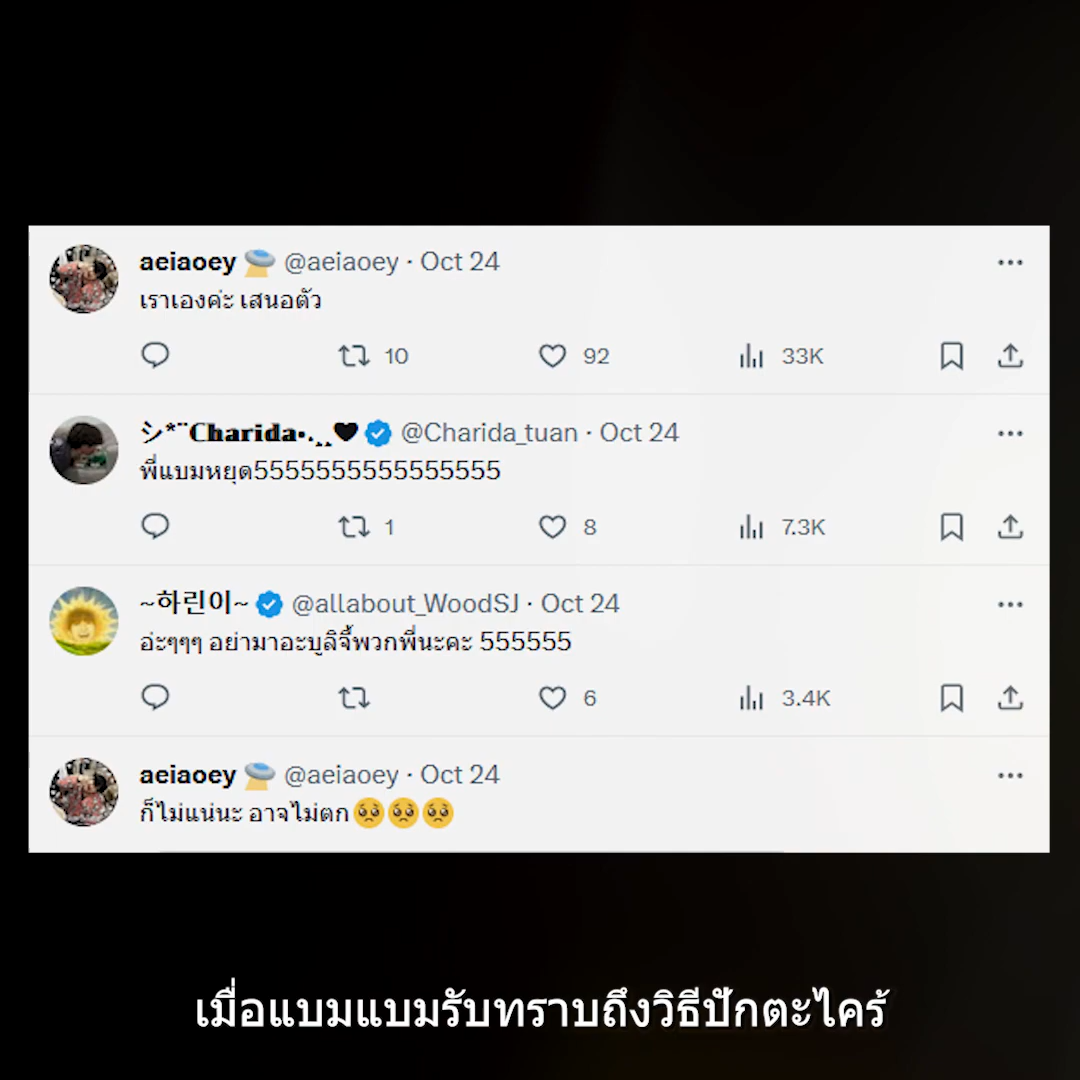 aeiaoey 🛸 @aeiaoey · Oct 24
เราเองค่ะ เสนอตัว
10 92 33K
シ*¨𝐂𝐡𝐚𝐫𝐢𝐝𝐚•.¸¸♥ @Charida_tuan · Oct 24
พี่แบมหยุด5555555555555555
1 8 7.3K
~하린이~ @allabout_WoodSJ · Oct 24
อ่ะๆๆๆ อย่ามาอะบูลิจี้พวกพี่นะคะ 555555
6 3.4K
aeiaoey 🛸 @aeiaoey · Oct 24
ก็ไม่แน่นะ อาจไม่ตก🥺🥺🥺
เมื่อแบมแบมรับทราบถึงวิธีปักตะไคร้